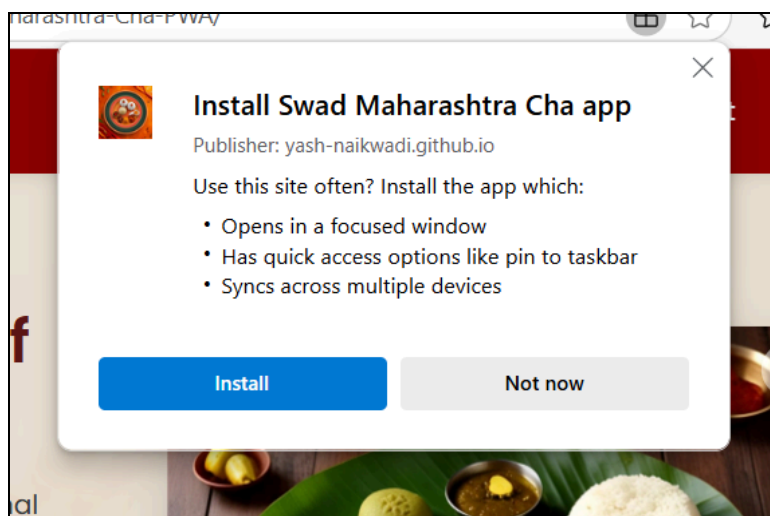 Maharashtra-Cha-PWA/
Install Swad Maharashtra Cha app
Publisher: yash-naikwadi.github.io
Use this site often? Install the app which:
• Opens in a focused window
• Has quick access options like pin to taskbar
• Syncs across multiple devices
Install
Not now